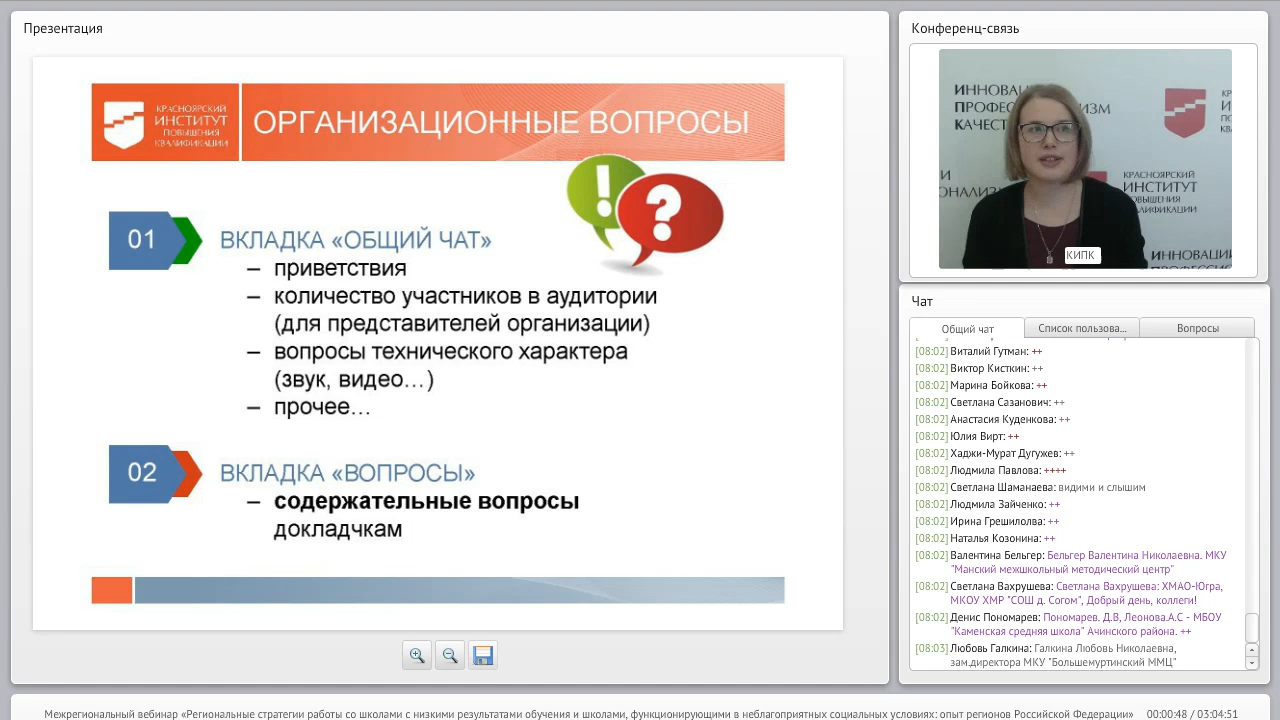 Презентация
КРАСНОЯРСКИЙ
ИНСТИТУТ
ПОВЫШЕНИЯ
КВАЛИФИКАЦИИ
ОРГАНИЗАЦИОННЫЕ ВОПРОСЫ
01
ВКЛАДКА «ОБЩИЙ ЧАТ»
– приветствия
– количество участников в аудитории
(для представителей организации)
– вопросы технического характера
(звук, видео…)
– прочее…
02
ВКЛАДКА «ВОПРОСЫ»
– содержательные вопросы
докладчкам
Конференц-связь
КИПК
КРАСНОЯРСКИЙ
ИНСТИТУТ
ПОВЫШЕНИЯ
КВАЛИФИКАЦИИ
Чат
Общий чат
Список пользова...
Вопросы
[08:02] Виталий Гутман: ++
[08:02] Виктор Кисткин: ++
[08:02] Марина Бойкова: ++
[08:02] Светлана Сазанович: ++
[08:02] Анастасия Куденкова: ++
[08:02] Юлия Вирт: ++
[08:02] Хаджи-Мурат Дугужев: ++
[08:02] Людмила Павлова: ++++
[08:02] Светлана Шаманаева: видими и слышим
[08:02] Людмила Зайченко: ++
[08:02] Ирина Грешилолва: ++
[08:02] Наталья Козонина: ++
[08:02] Валентина Бельгер: Бельгер Валентина Николаевна. МКУ
"Манский межшкольный методический центр"
[08:02] Светлана Вахрушева: Светлана Вахрушева: ХМАО-Югра,
МКОУ ХМР "СОШ д. Согом", Добрый день, коллеги!
[08:02] Денис Пономарев: Пономарев. Д.В, Леонова.А.С - МБОУ
"Каменская средняя школа" Ачинского района. ++
[08:03] Любовь Галкина: Галкина Любовь Николаевна,
зам.директора МКУ "Большемуртинский ММЦ"
Межрегиональный вебинар «Региональные стратегии работы со школами с низкими результатами обучения и школами, функционирующими в неблагоприятных социальных условиях: опыт регионов Российской Федерации» 00:00:48 / 03:04:51